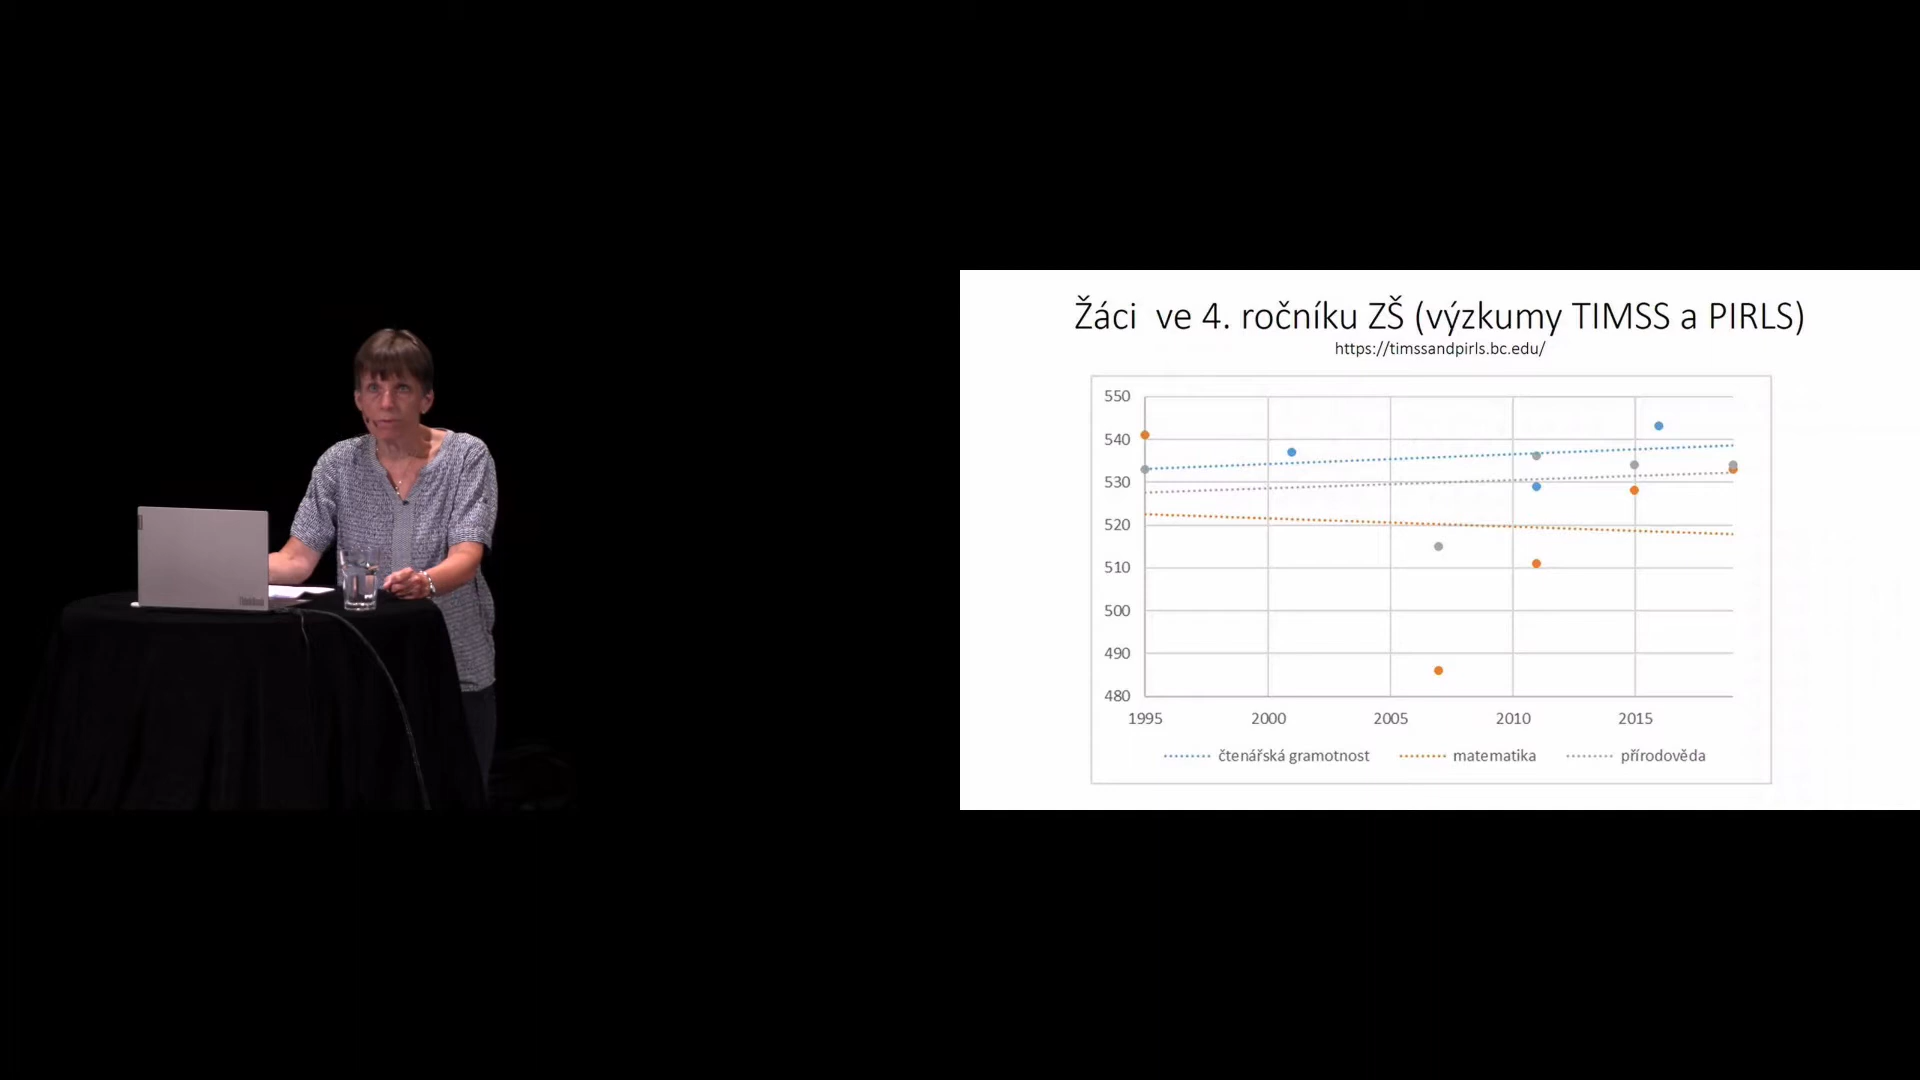 Žáci  ve 4. ročníku ZŠ (výzkumy TIMSS a PIRLS)
https://timssandpirls.bc.edu/
550
540
530
520
510
500
490
480
1995 2000 2005 2010 2015
čtenářská gramotnost matematika přírodověda